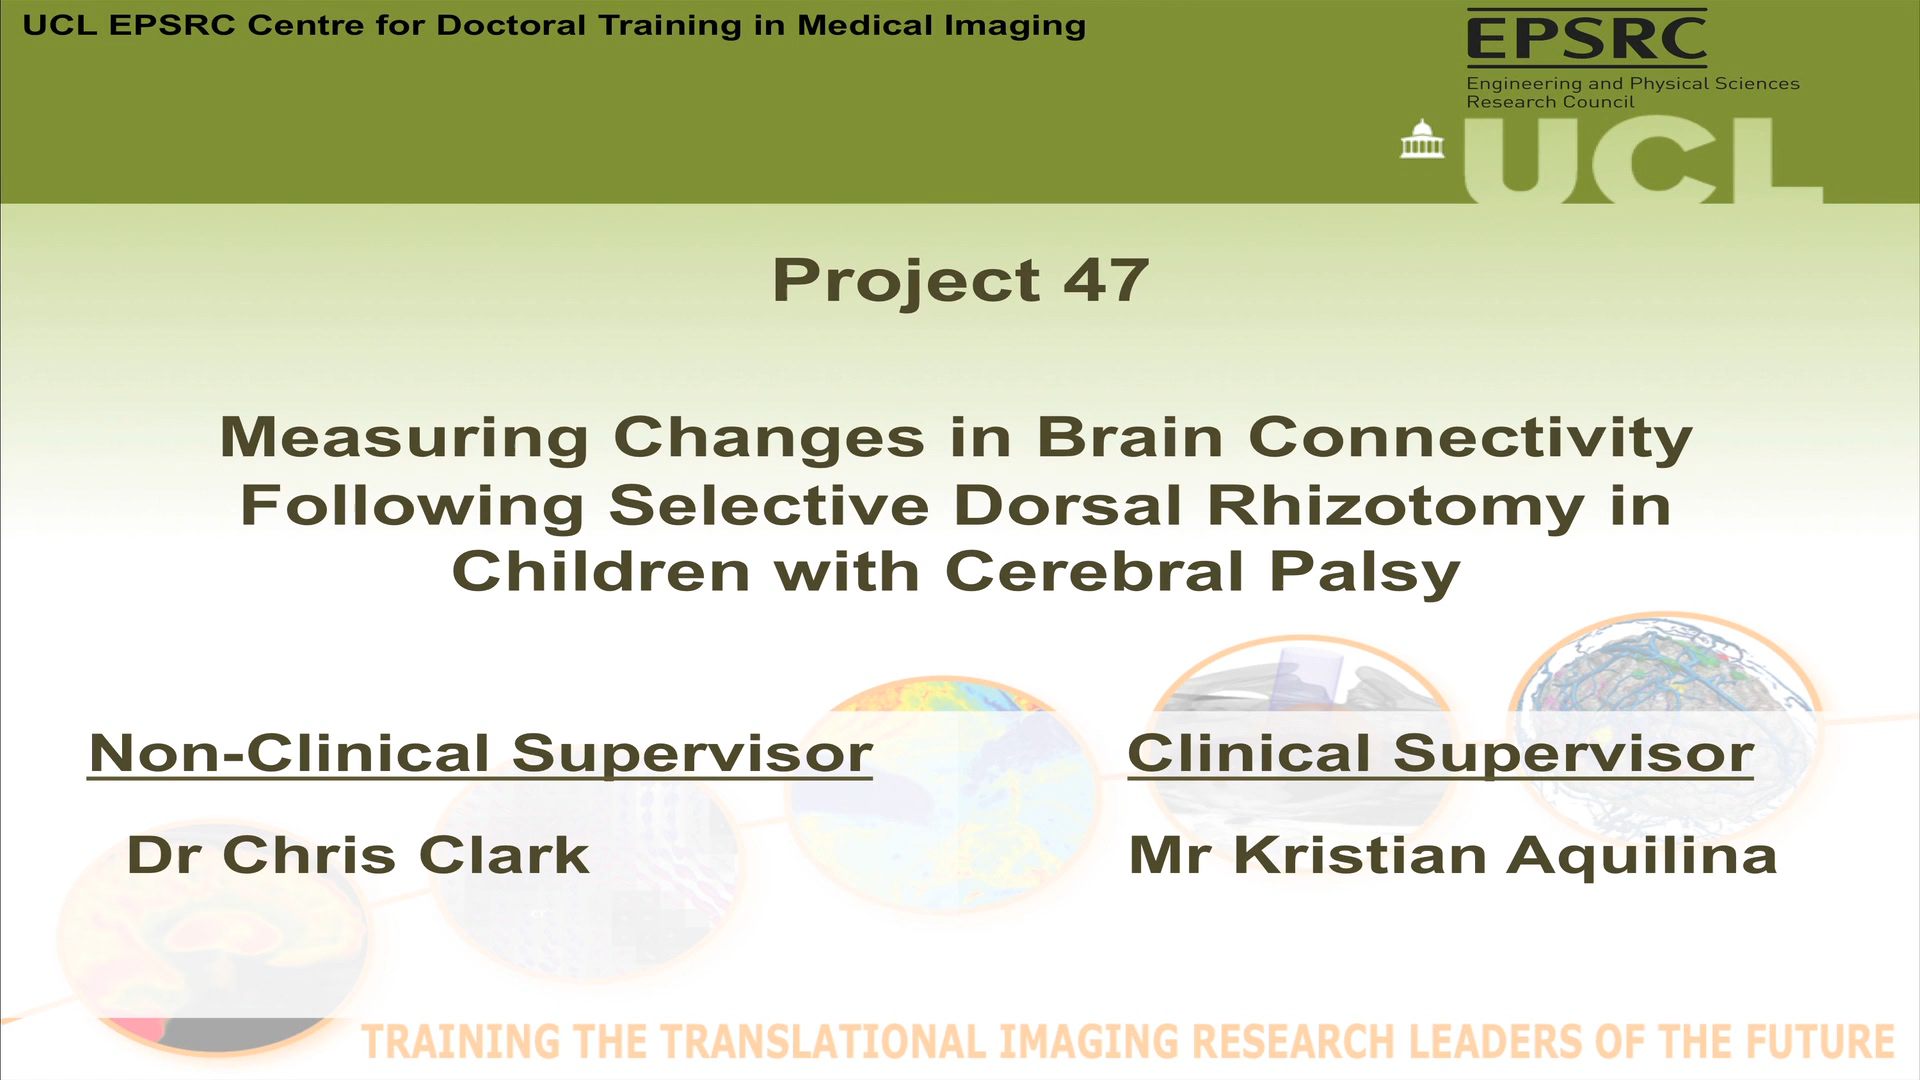 UCL EPSRC Centre for Doctoral Training in Medical Imaging
EPSRC
Engineering and Physical Sciences
Research Council
UCL
Project 47
Measuring Changes in Brain Connectivity
Following Selective Dorsal Rhizotomy in
Children with Cerebral Palsy
Non-Clinical Supervisor
Clinical Supervisor
Dr Chris Clark
Mr Kristian Aquilina
TRAINING THE TRANSLATIONAL IMAGING RESEARCH LEADERS OF THE FUTURE